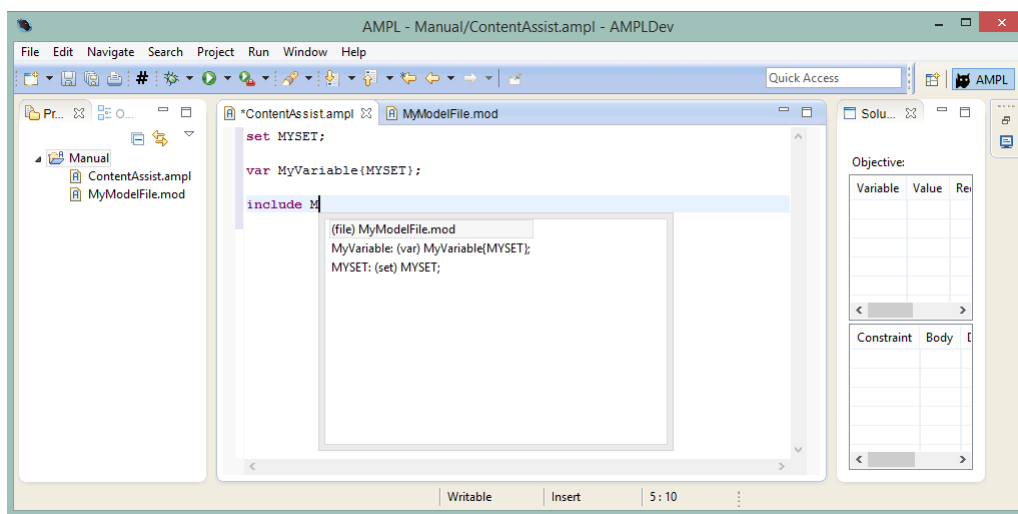 AMPL - Manual/ContentAssist.ampl - AMPLDev
File Edit Navigate Search Project Run Window Help
Quick Access
AMPL
Pr...
O...
*ContentAssist.ampl
MyModelFile.mod
Solu...
Manual
ContentAssist.ampl
MyModelFile.mod
set MYSET;
var MyVariable{MYSET};
include M
(file) MyModelFile.mod
MyVariable: (var) MyVariable{MYSET};
MYSET: (set) MYSET;
Objective:
Variable Value Re
Constraint Body
Writable Insert 5 : 10